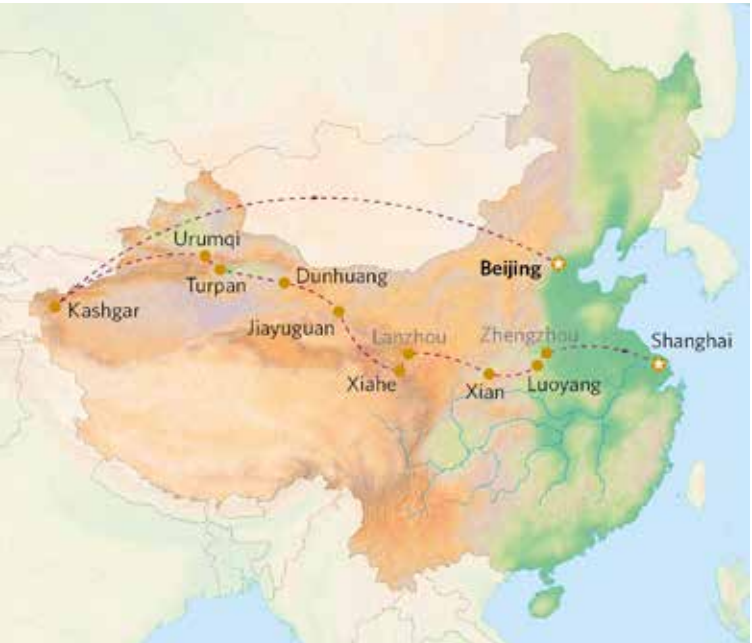 Urumqi
Turpan
Dunhuang
Beijing
Kashgar
Jiayuguan
Lanzhou
Zhengzhou
Shanghai
Xiahe
Xian
Luoyang